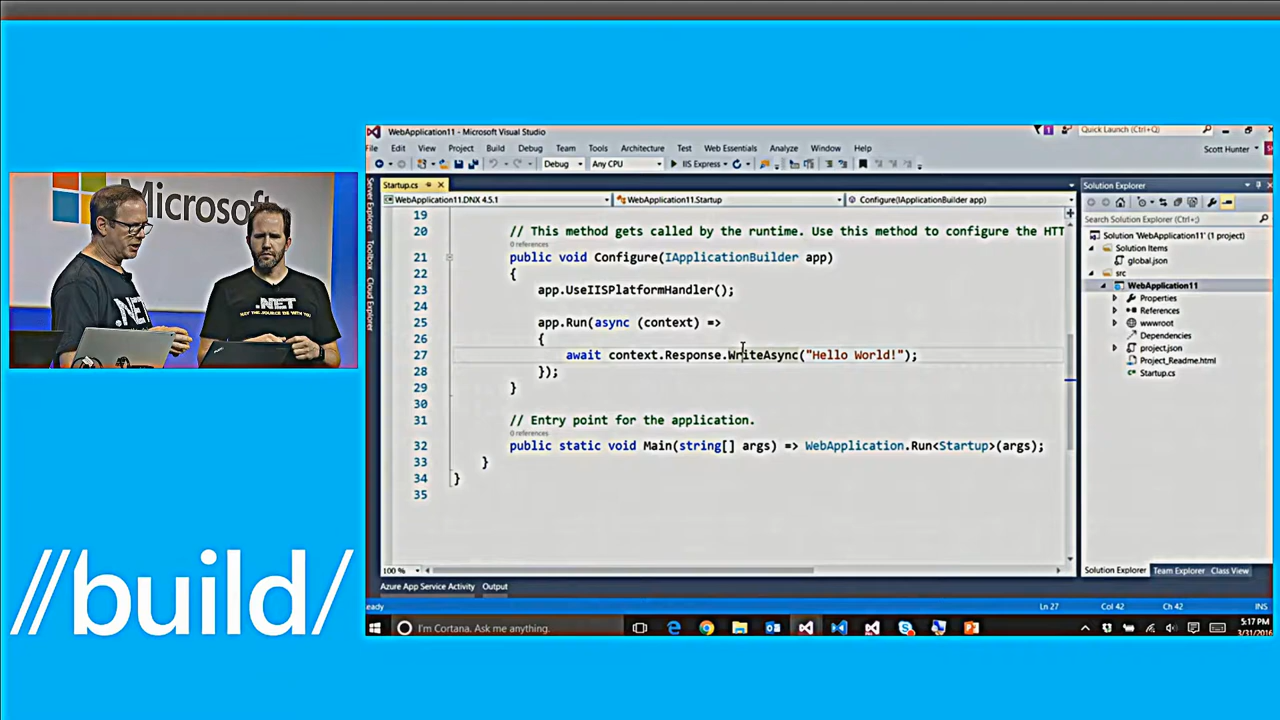 Microsoft
.NET
.NET
//build/
WebApplication11 - Microsoft Visual Studio
Quick Launch (Ctrl+Q)
File Edit View Project Build Debug Team Tools Architecture Test Web Essentials Analyze Window Help
Scott Hunter
Debug Any CPU IIS Express
Server Explorer Toolbox Cloud Explorer
Startup.cs
WebApplication11.DNX 4.5.1 WebApplication11.Startup Configure(IApplicationBuilder app)
19
20 // This method gets called by the runtime. Use this method to configure the HTT
0 references
21 public void Configure(IApplicationBuilder app)
22 {
23 app.UseIISPlatformHandler();
24
25 app.Run(async (context) =>
26 {
27 await context.Response.WriteAsync("Hello World!");
28 });
29 }
30
31 // Entry point for the application.
0 references
32 public static void Main(string[] args) => WebApplication.Run<Startup>(args);
33 }
34 }
35
100 %
Solution Explorer
Search Solution Explorer (Ctrl+;)
Solution 'WebApplication11' (1 project)
Solution Items
global.json
src
WebApplication11
Properties
References
wwwroot
Dependencies
project.json
Project_Readme.html
Startup.cs
Solution Explorer Team Explorer Class View
Azure App Service Activity Output
eady Ln 27 Col 42 Ch 42 INS
I'm Cortana. Ask me anything.
5:17 PM
3/31/2016